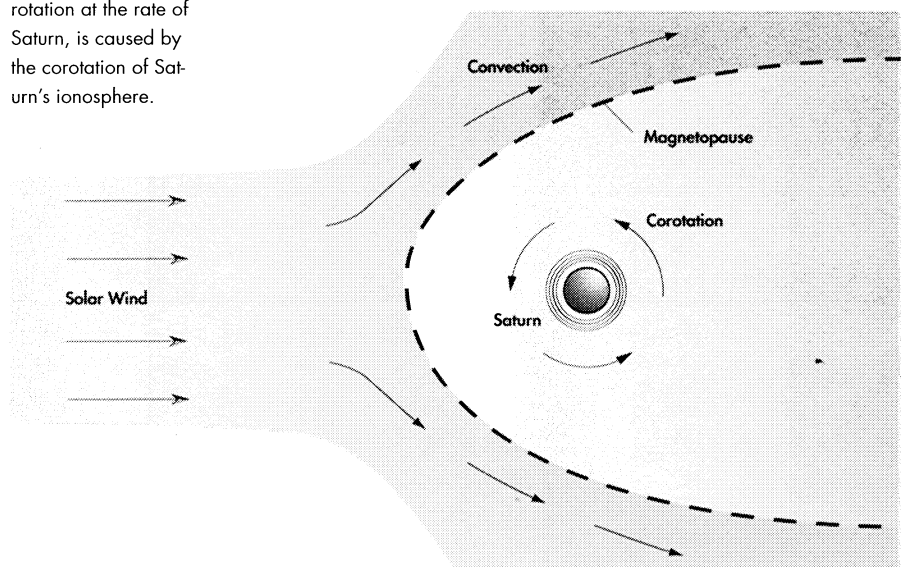 rotation at the rate of
Saturn, is caused by
the corotation of Sat-
urn's ionosphere.
Convection
Magnetopause
Corotation
Solar Wind
Saturn